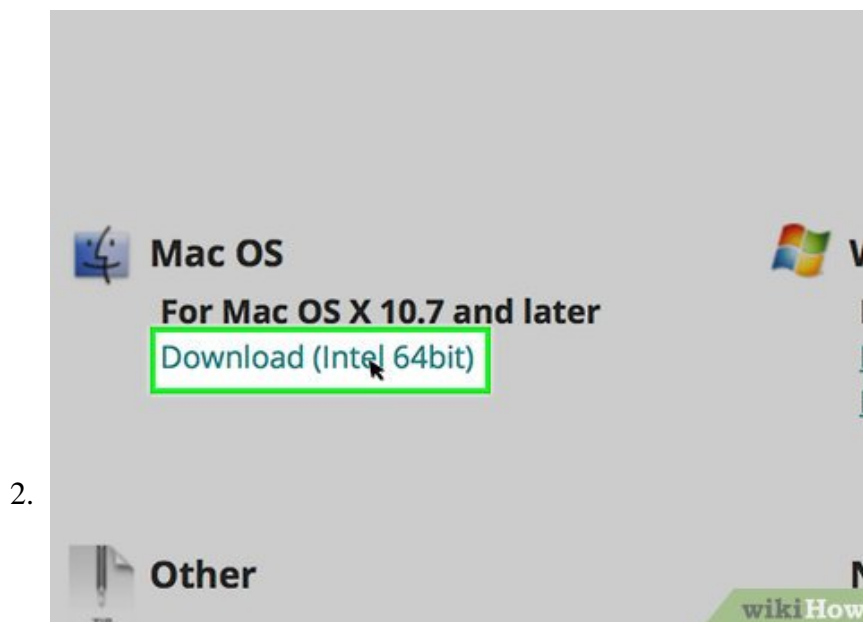 Mac OS
For Mac OS X 10.7 and later
Download (Intel 64bit)
2.
Other
wikiHow